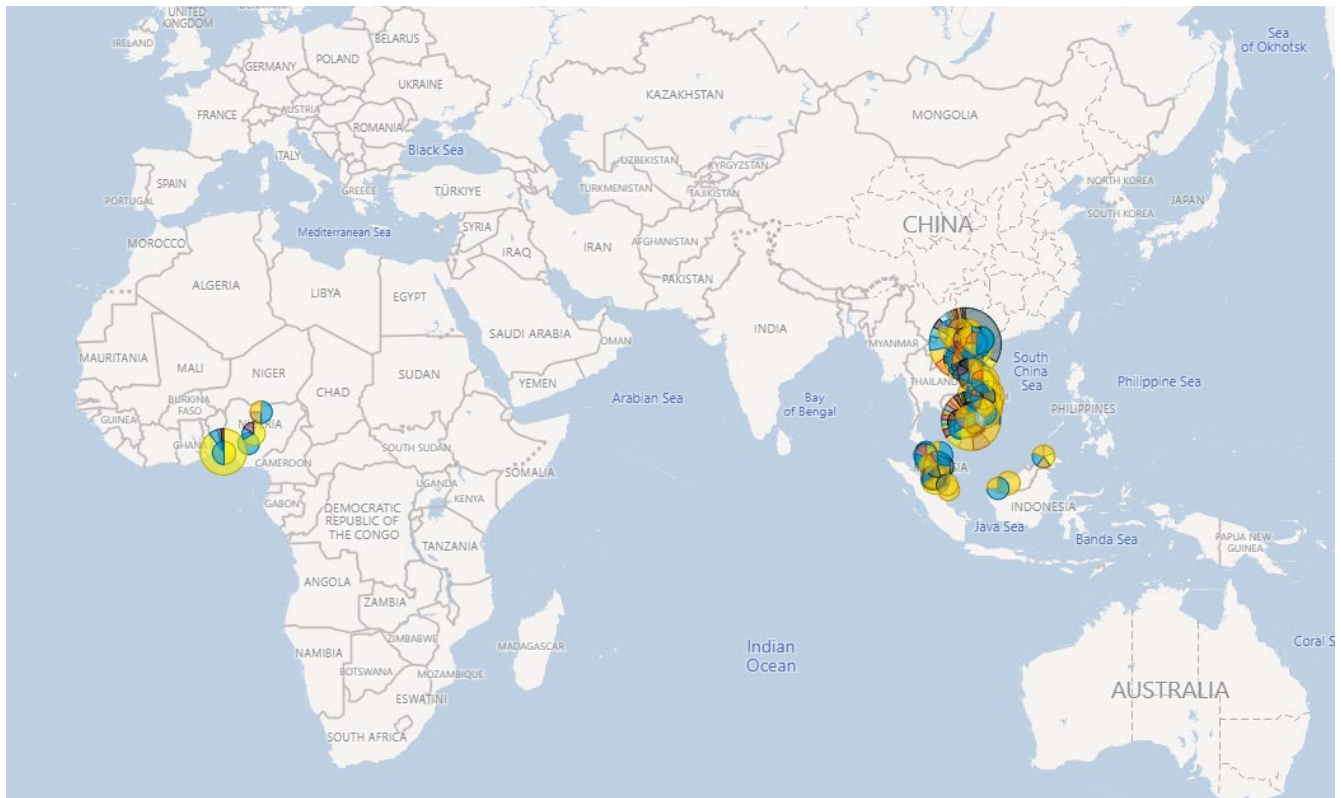 UNITED
KINGDOM
IRELAND
BELARUS
POLAND
GERMANY
UKRAINE
FRANCE
AUSTRIA
ROMANIA
ITALY
Black Sea
SPAIN
PORTUGAL
GREECE
TÜRKIYE
Mediterranean Sea
SYRIA
IRAQ
IRAN
KAZAKHSTAN
UZBEKISTAN
KYRGYZSTAN
TURKMENISTAN
TAJIKISTAN
AFGHANISTAN
PAKISTAN
MONGOLIA
CHINA
NORTH KOREA
SOUTH KOREA
JAPAN
Sea
of Okhotsk
MOROCCO
ALGERIA
LIBYA
EGYPT
SAUDI ARABIA
OMAN
YEMEN
INDIA
MYANMAR
THAILAND
South
China
Sea
Philippine Sea
PHILIPPINES
Arabian Sea
Bay
of Bengal
MAURITANIA
MALI
NIGER
CHAD
SUDAN
BURKINA
FASO
GUINEA
GHANA
CAMEROON
SOUTH SUDAN
SOMALIA
UGANDA
KENYA
GABON
DEMOCRATIC
REPUBLIC OF
THE CONGO
TANZANIA
ANGOLA
ZAMBIA
ZIMBABWE
NAMIBIA
BOTSWANA
MOZAMBIQUE
MADAGASCAR
ESWATINI
SOUTH AFRICA
INDONESIA
Java Sea
Banda Sea
PAPUA NEW
GUINEA
Indian
Ocean
AUSTRALIA
Coral S